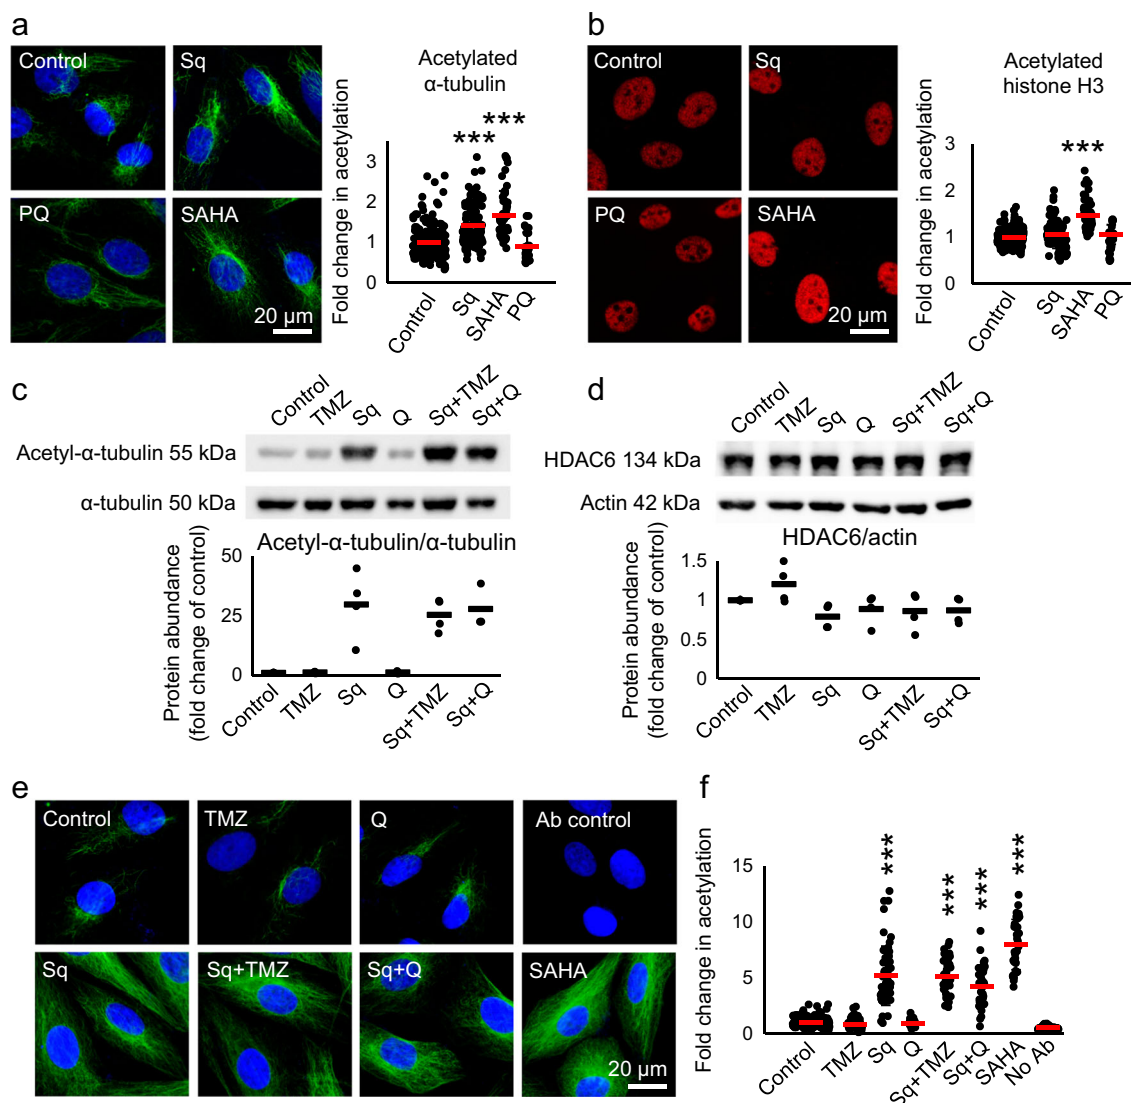 a
Control
Sq
PQ
SAHA
20 µm
Acetylated
α-tubulin
Fold change in acetylation
***
***
3
2
1
0
Control
Sq
SAHA
PQ
b
Control
Sq
PQ
SAHA
20 µm
Acetylated
histone H3
Fold change in acetylation
***
3
2
1
0
Control
Sq
SAHA
PQ
c
Control
TMZ
Sq
Q
Sq+TMZ
Sq+Q
Acetyl-α-tubulin 55 kDa
α-tubulin 50 kDa
Acetyl-α-tubulin/α-tubulin
Protein abundance
(fold change of control)
50
25
0
Control
TMZ
Sq
Q
Sq+TMZ
Sq+Q
d
Control
TMZ
Sq
Q
Sq+TMZ
Sq+Q
HDAC6 134 kDa
Actin 42 kDa
HDAC6/actin
Protein abundance
(fold change of control)
1.5
1
0.5
0
Control
TMZ
Sq
Q
Sq+TMZ
Sq+Q
e
Control
TMZ
Q
Ab control
Sq
Sq+TMZ
Sq+Q
SAHA
20 µm
f
Fold change in acetylation
15
10
5
0
***
***
***
***
Control
TMZ
Sq
Q
Sq+TMZ
Sq+Q
SAHA
No Ab